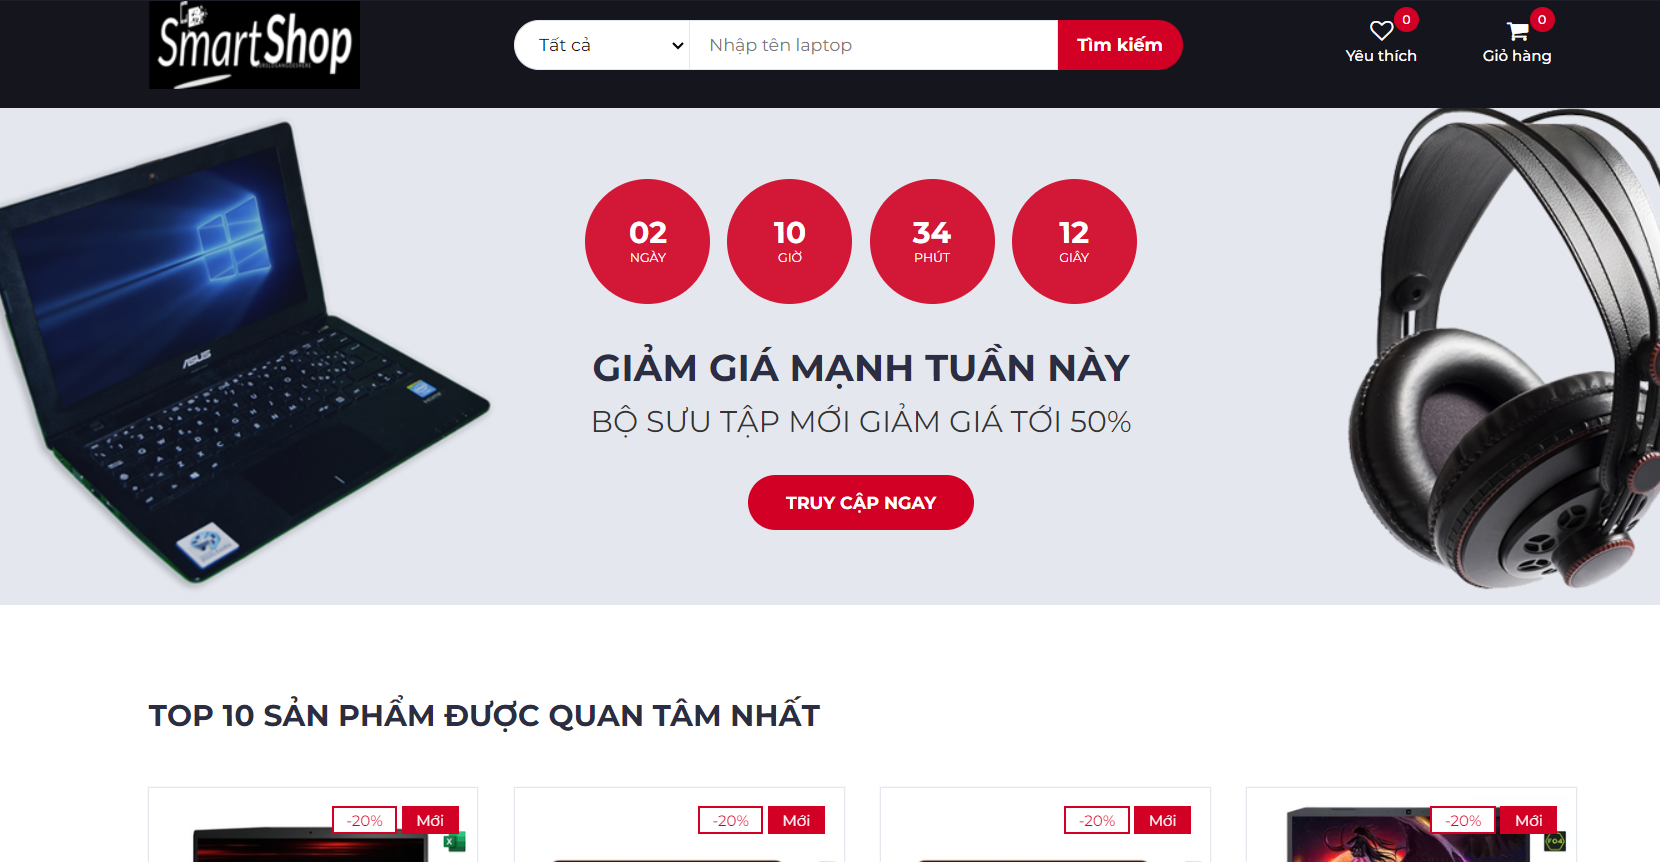 SmartShop
Tất cả
Nhập tên laptop
Tìm kiếm
0
Yêu thích
0
Giỏ hàng
02
NGÀY
10
GIỜ
34
PHÚT
12
GIÂY
GIẢM GIÁ MẠNH TUẦN NÀY
BỘ SƯU TẬP MỚI GIẢM GIÁ TỚI 50%
TRUY CẬP NGAY
ASUS
TOP 10 SẢN PHẨM ĐƯỢC QUAN TÂM NHẤT
-20%
Mới
-20%
Mới
-20%
Mới
-20%
Mới